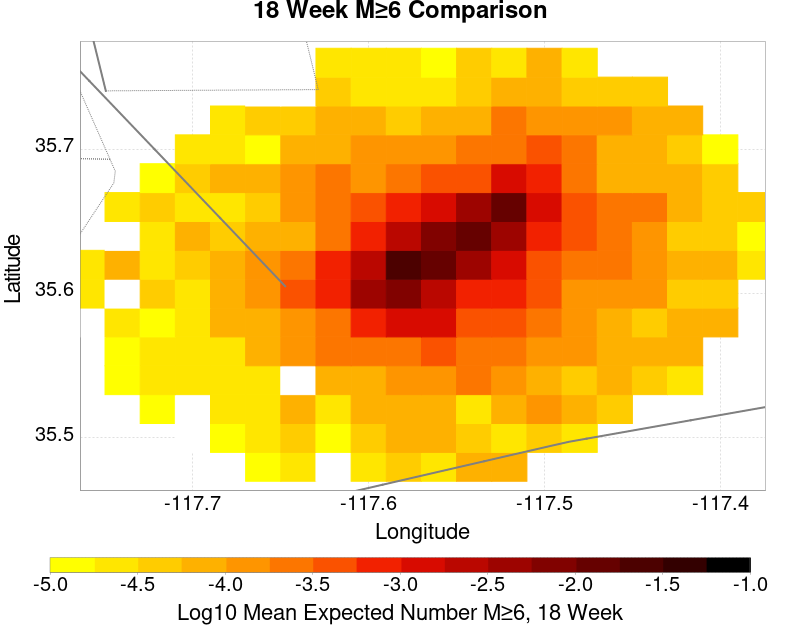 18 Week M≥6 Comparison
35.7
35.6
35.5
Latitude
-117.7 -117.6 -117.5 -117.4
Longitude
-5.0 -4.5 -4.0 -3.5 -3.0 -2.5 -2.0 -1.5 -1.0
Log10 Mean Expected Number M≥6, 18 Week